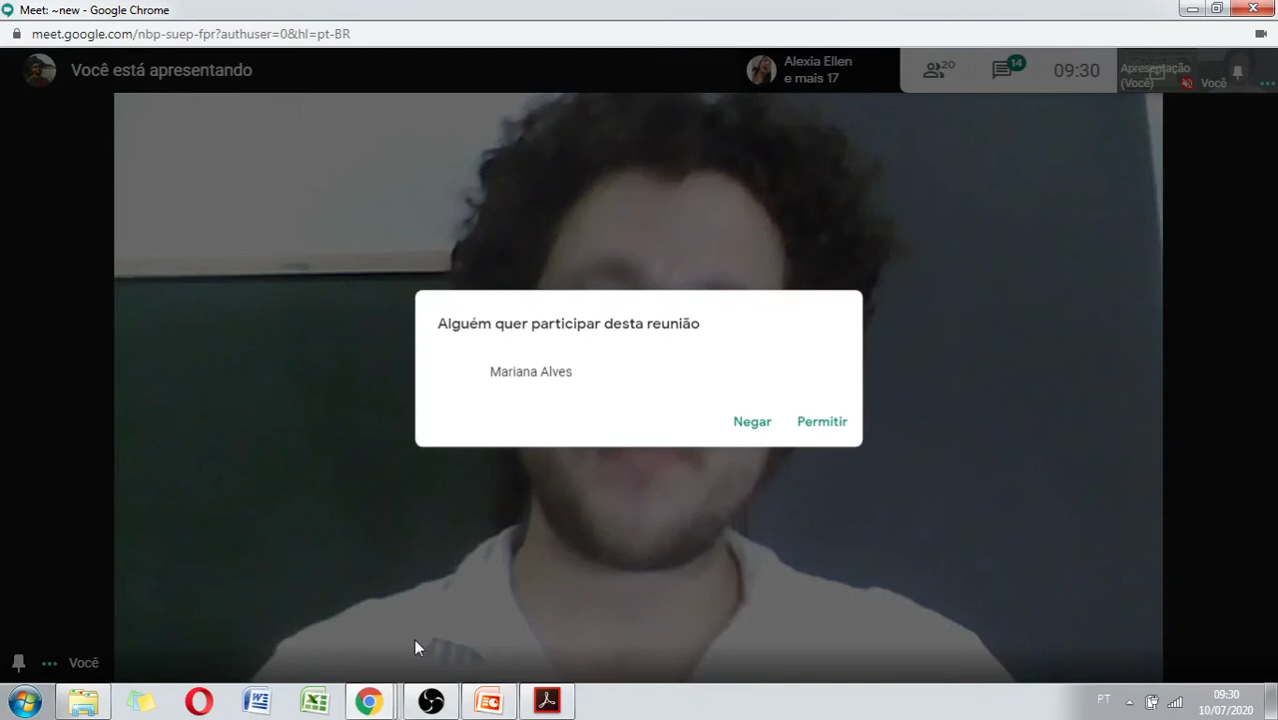 Meet: ~new - Google Chrome
meet.google.com/nbp-suep-fpr?authuser=0&hl=pt-BR
Você está apresentando
Alexia Ellen
e mais 17
20
14
09:30
Apresentação
(Você)
Você
Alguém quer participar desta reunião
Mariana Alves
Negar
Permitir
Você
PT
09:30
10/07/2020